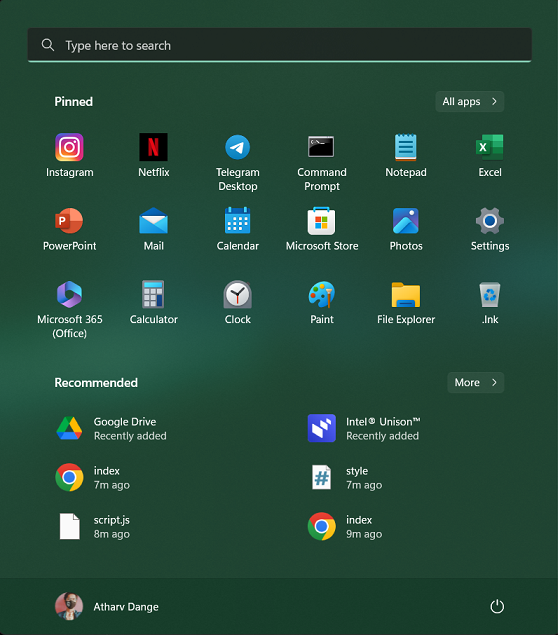 Type here to search
Pinned
All apps
Instagram
Netflix
Telegram
Desktop
Command
Prompt
Notepad
Excel
PowerPoint
Mail
Calendar
Microsoft Store
Photos
Settings
Microsoft 365
(Office)
Calculator
Clock
Paint
File Explorer
.lnk
Recommended
More
Google Drive
Recently added
Intel® Unison™
Recently added
index
7m ago
style
7m ago
script.js
8m ago
index
9m ago
Atharv Dange